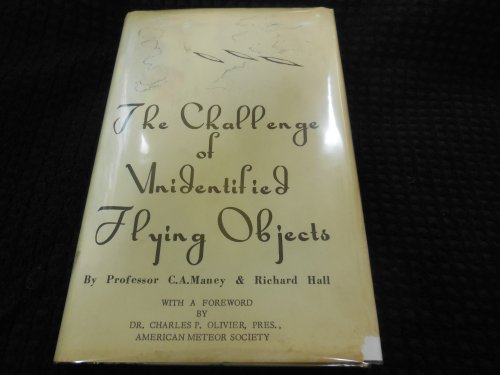 The Challenge
of
Unidentified
Flying Objects
By Professor C.A.Maney & Richard Hall
WITH A FOREWORD
BY
DR. CHARLES P. OLIVIER, PRES.,
AMERICAN METEOR SOCIETY